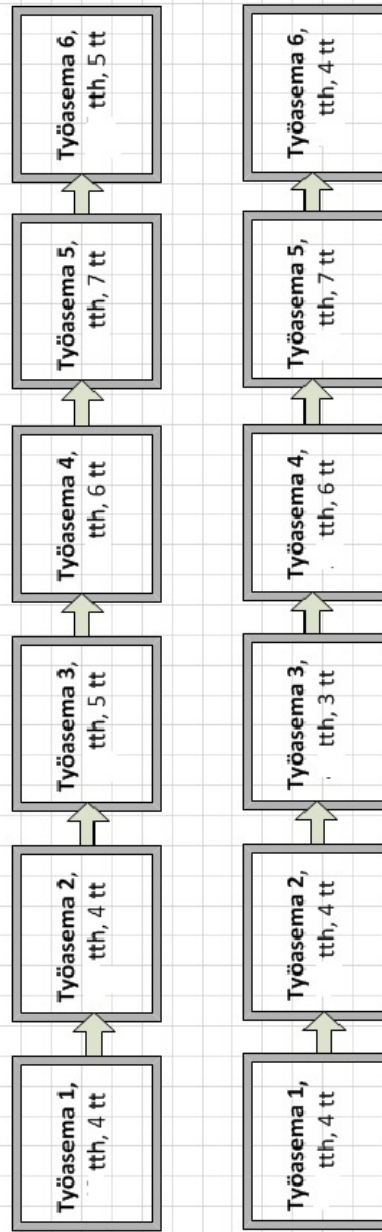 Työasema 1,
tth, 4 tt
Työasema 2,
tth, 4 tt
Työasema 3,
tth, 5 tt
Työasema 4,
tth, 6 tt
Työasema 5,
tth, 7 tt
Työasema 6,
tth, 5 tt
Työasema 1,
tth, 4 tt
Työasema 2,
tth, 4 tt
Työasema 3,
tth, 3 tt
Työasema 4,
tth, 6 tt
Työasema 5,
tth, 7 tt
Työasema 6,
tth, 4 tt